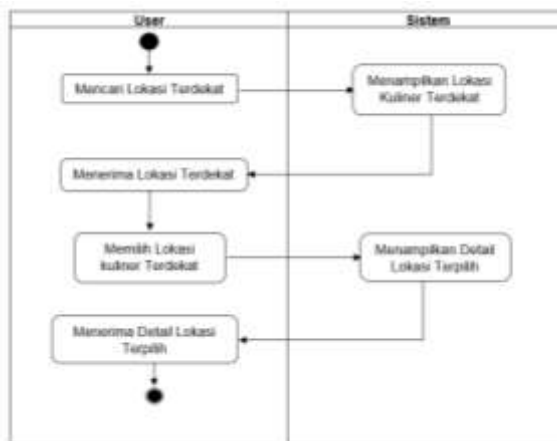 User
Sistem
Mencari Lokasi Terdekat
Menampilkan Lokasi
Kuliner Terdekat
Menerima Lokasi Terdekat
Memilih Lokasi
kuliner Terdekat
Menampilkan Detail
Lokasi Terpilih
Menerima Detail Lokasi
Terpilih